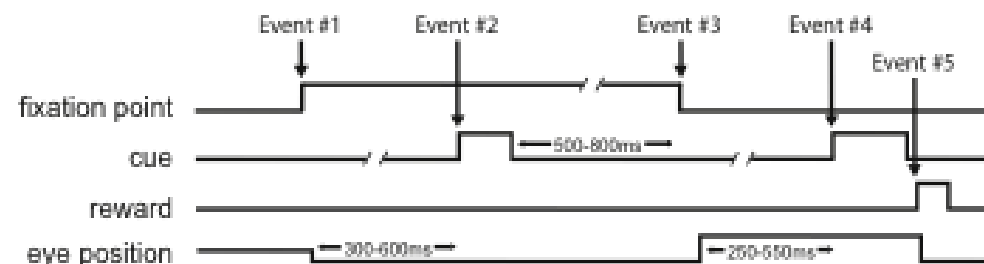 Event #1 Event #2 Event #3 Event #4
Event #5
fixation point
cue 500-800ms
reward
eye position 300-600ms 250-550ms